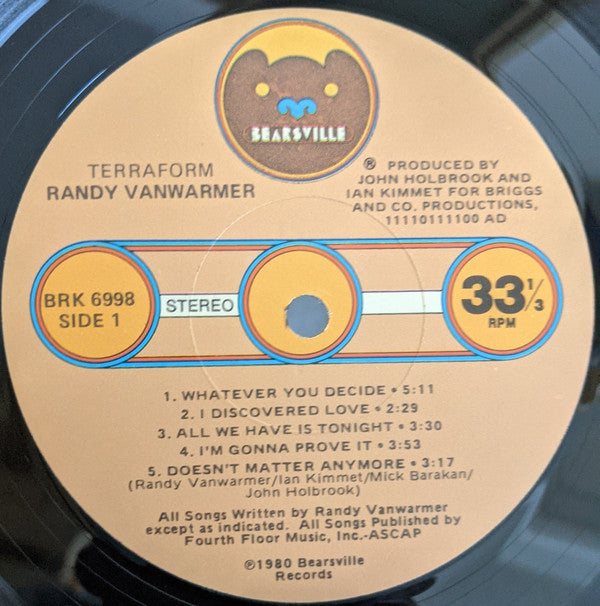 BEARSVILLE
TERRAFORM
RANDY VANWARMER
® PRODUCED BY
JOHN HOLBROOK AND
IAN KIMMET FOR BRIGGS
AND CO. PRODUCTIONS,
11110111100 AD
BRK 6998
SIDE 1
STEREO
33 1/3
RPM
1. WHATEVER YOU DECIDE • 5:11
2. I DISCOVERED LOVE • 2:29
3. ALL WE HAVE IS TONIGHT • 3:30
4. I'M GONNA PROVE IT • 3:53
5. DOESN'T MATTER ANYMORE • 3:17
(Randy Vanwarmer/Ian Kimmet/Mick Barakan/
John Holbrook)
All Songs Written by Randy Vanwarmer
except as indicated. All Songs Published by
Fourth Floor Music, Inc.-ASCAP
℗1980 Bearsville
Records